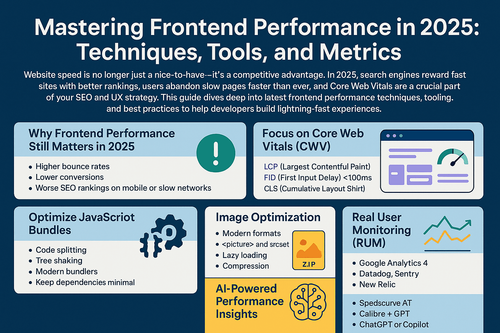 Mastering Frontend Performance in 2025:
Techniques, Tools, and Metrics
Website speed is no longer just a nice-to-have-–it's a competitive advantage. In 2025, search engines reward fast
sites with better rankings, users abandon slow pages faster than ever, and Core Web Vitals are a crucial part
of your SEO and UX strategy. This guide dives deep into latest frontend performance techniques, tooling.
and best practices to help developers build lightning-fast experiences.
Why Frontend Performance
Still Matters in 2025
• Higher bounce rates
• Lower conversions
• Worse SEO rankings on mobile or slow networks
Focus on Core Web
Vitals (CWV)
LCP (Largest Contentful Paint)
FID (First Input Delay) <100ms
CLS (Cumulative Layout Shirt)
Optimize JavaScriot
Bundles
• Code splitting
• Tree shaking
• Modern bundlers
• Keep dependencies minimal
Image Optimization
• Modern formats
• <picture> and srcset
• Lazy loading
• Compression
ZIP
AI-Powered
Performance
Insights
Real User
Monitoring
(RUM)
• Google Analytics 4
• Datadog, Sentry
• New Relic
• Spedscurve AT
• Calibre + GPT
• ChatGPT or Copilot